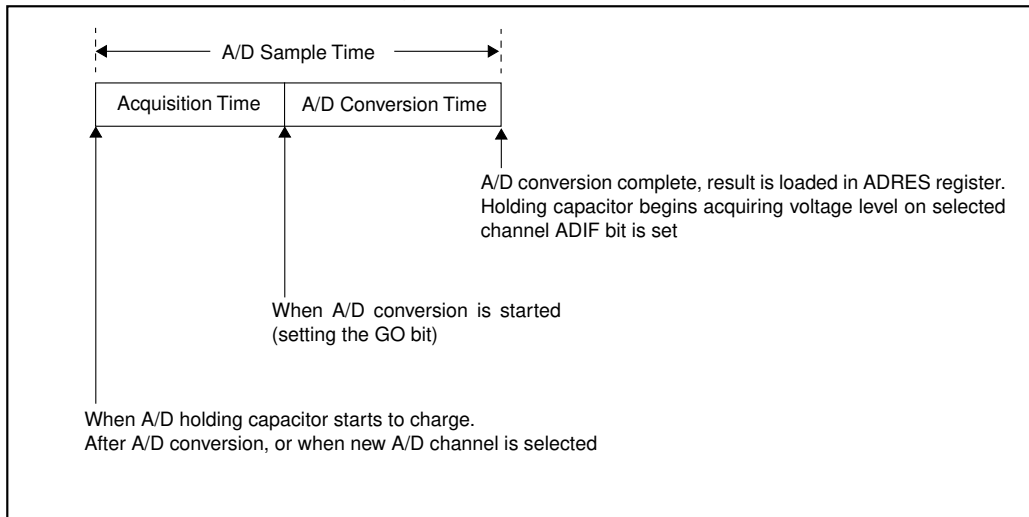 A/D Sample Time
Acquisition Time
A/D Conversion Time
A/D conversion complete, result is loaded in ADRES register.
Holding capacitor begins acquiring voltage level on selected
channel ADIF bit is set
When A/D conversion is started
(setting the GO bit)
When A/D holding capacitor starts to charge.
After A/D conversion, or when new A/D channel is selected